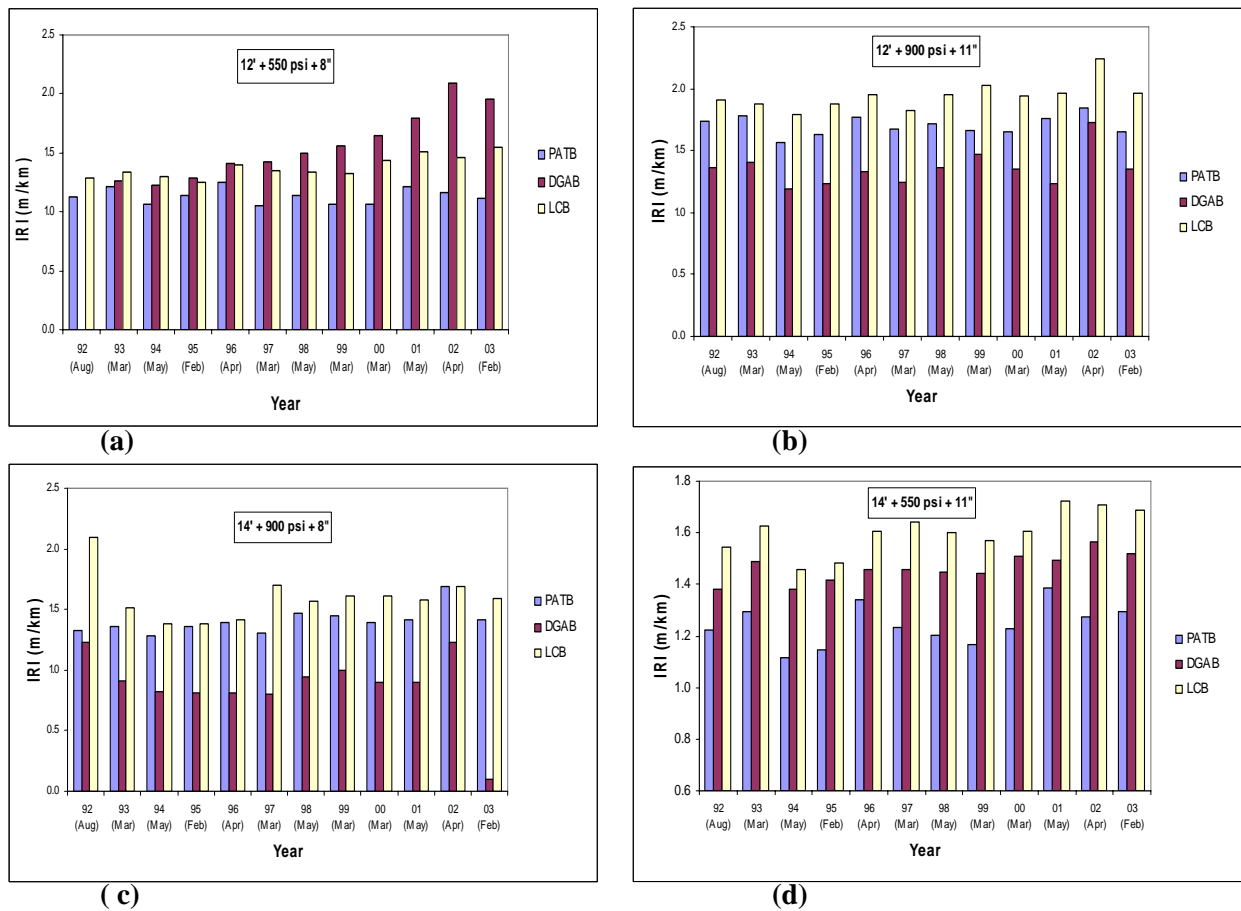 12' + 550 psi + 8"
IRI (m/km)
2.5
2.0
1.5
1.0
0.5
0.0
92 93 94 95 96 97 98 99 00 01 02 03
(Aug) (Mar) (May) (Feb) (Apr) (Mar) (May) (Mar) (Mar) (May) (Apr) (Feb)
Year
PATB
DGAB
LCB
(a)
12' + 900 psi + 11"
IRI (m/km)
2.5
2.0
1.5
1.0
0.5
0.0
92 93 94 95 96 97 98 99 00 01 02 03
(Aug) (Mar) (May) (Feb) (Apr) (Mar) (May) (Mar) (Mar) (May) (Apr) (Feb)
Year
PATB
DGAB
LCB
(b)
14' + 900 psi + 8"
IRI (m/km)
2.5
2.0
1.5
1.0
0.5
0.0
92 93 94 95 96 97 98 99 00 01 02 03
(Aug) (Mar) (May) (Feb) (Apr) (Mar) (May) (Mar) (Mar) (May) (Apr) (Feb)
Year
PATB
DGAB
LCB
( c)
14' + 550 psi + 11"
IRI (m/km)
1.8
1.6
1.4
1.2
1.0
0.8
0.6
92 93 94 95 96 97 98 99 00 01 02 03
(Aug) (Mar) (May) (Feb) (Apr) (Mar) (May) (Mar) (Mar) (May) (Apr) (Feb)
Year
PATB
DGAB
LCB
(d)